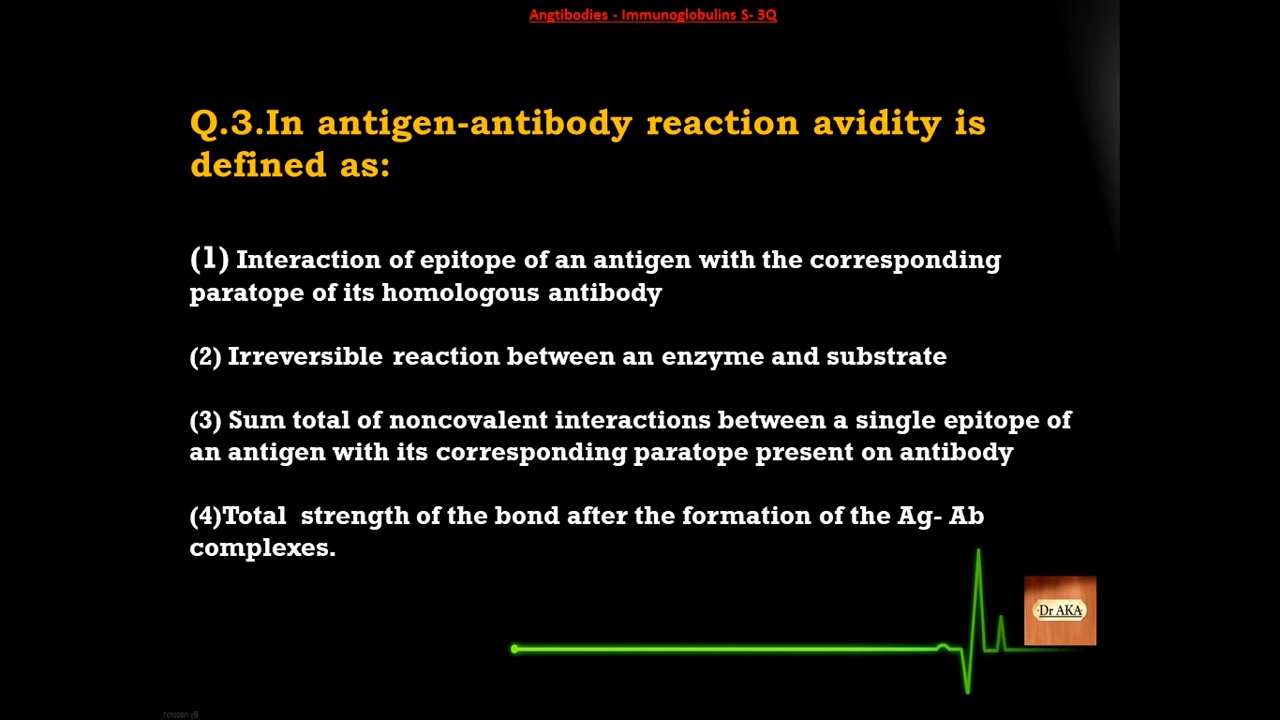 Angtibodies - Immunoglobulins S- 3Q
Q.3.In antigen-antibody reaction avidity is
defined as:
(1) Interaction of epitope of an antigen with the corresponding
paratope of its homologous antibody
(2) Irreversible reaction between an enzyme and substrate
(3) Sum total of noncovalent interactions between a single epitope of
an antigen with its corresponding paratope present on antibody
(4)Total strength of the bond after the formation of the Ag- Ab
complexes.
Dr AKA